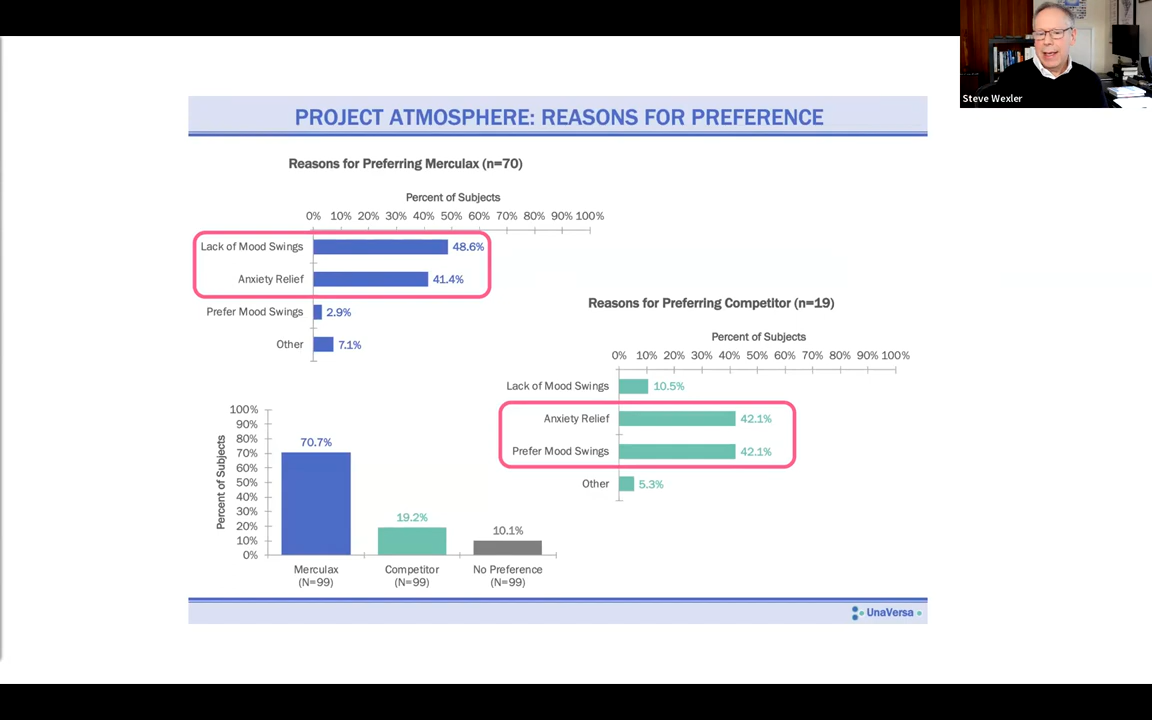 Steve Wexler
PROJECT ATMOSPHERE: REASONS FOR PREFERENCE
Reasons for Preferring Merculax (n=70)
Percent of Subjects
0% 10% 20% 30% 40% 50% 60% 70% 80% 90% 100%
Lack of Mood Swings 48.6%
Anxiety Relief 41.4%
Prefer Mood Swings 2.9%
Other 7.1%
Reasons for Preferring Competitor (n=19)
Percent of Subjects
0% 10% 20% 30% 40% 50% 60% 70% 80% 90% 100%
Lack of Mood Swings 10.5%
Anxiety Relief 42.1%
Prefer Mood Swings 42.1%
Other 5.3%
Percent of Subjects
100%
90%
80%
70%
60%
50%
40%
30%
20%
10%
0%
70.7%
19.2%
10.1%
Merculax Competitor No Preference
(N=99) (N=99) (N=99)
UnaVersa